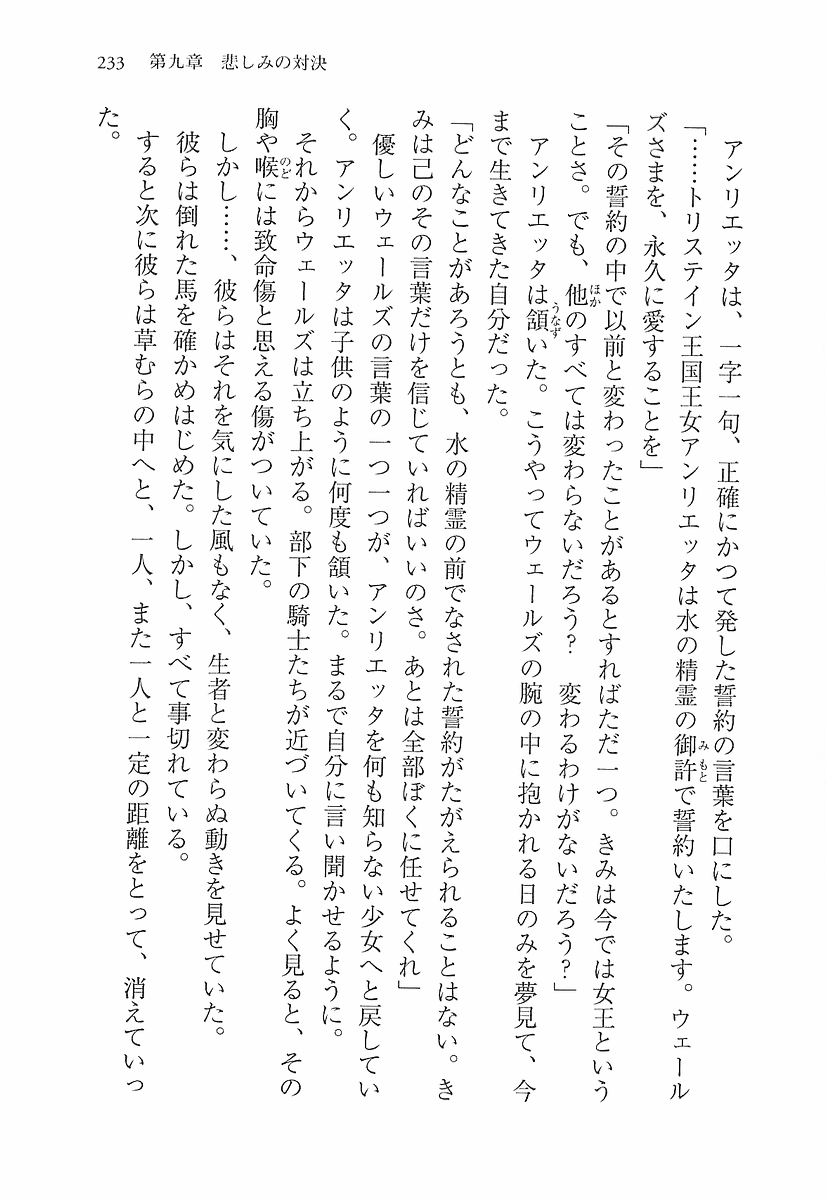 233　第九章　悲しみの対決
　アンリエッタは、一字一句、正確にかつて発した誓約の言葉を口にした。
「……トリステイン王国王女アンリエッタは水の精霊の御許で誓約いたします。ウェール
ズさまを、永久に愛することを」
「その誓約の中で以前と変わったことがあるとすればただ一つ。きみは今では女王という
ことさ。でも、他のすべては変わらないだろう？　変わるわけがないだろう？」
　アンリエッタは頷いた。こうやってウェールズの腕の中に抱かれる日のみを夢見て、今
まで生きてきた自分だった。
「どんなことがあろうとも、水の精霊の前でなされた誓約がたがえられることはない。き
みは己のその言葉だけを信じていればいいのさ。あとは全部ぼくに任せてくれ」
　優しいウェールズの言葉の一つ一つが、アンリエッタを何も知らない少女へと戻してい
く。アンリエッタは子供のように何度も頷いた。まるで自分に言い聞かせるように。
　それからウェールズは立ち上がる。部下の騎士たちが近づいてくる。よく見ると、その
胸や喉には致命傷と思える傷がついていた。
　しかし……、彼らはそれを気にした風もなく、生者と変わらぬ動きを見せていた。
　彼らは倒れた馬を確かめはじめた。しかし、すべて事切れている。
　すると次に彼らは草むらの中へと、一人、また一人と一定の距離をとって、消えていっ
た。